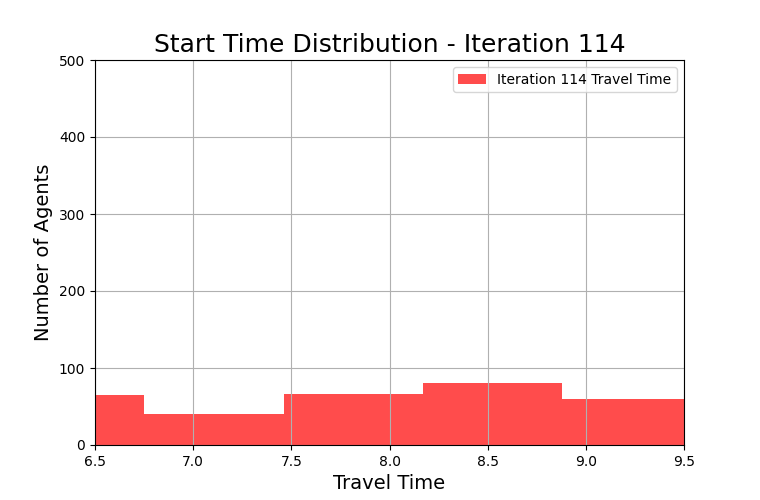 Start Time Distribution - Iteration 114
500
Iteration 114 Travel Time
400
300
200
100
0
Number of Agents
6.5 7.0 7.5 8.0 8.5 9.0 9.5
Travel Time